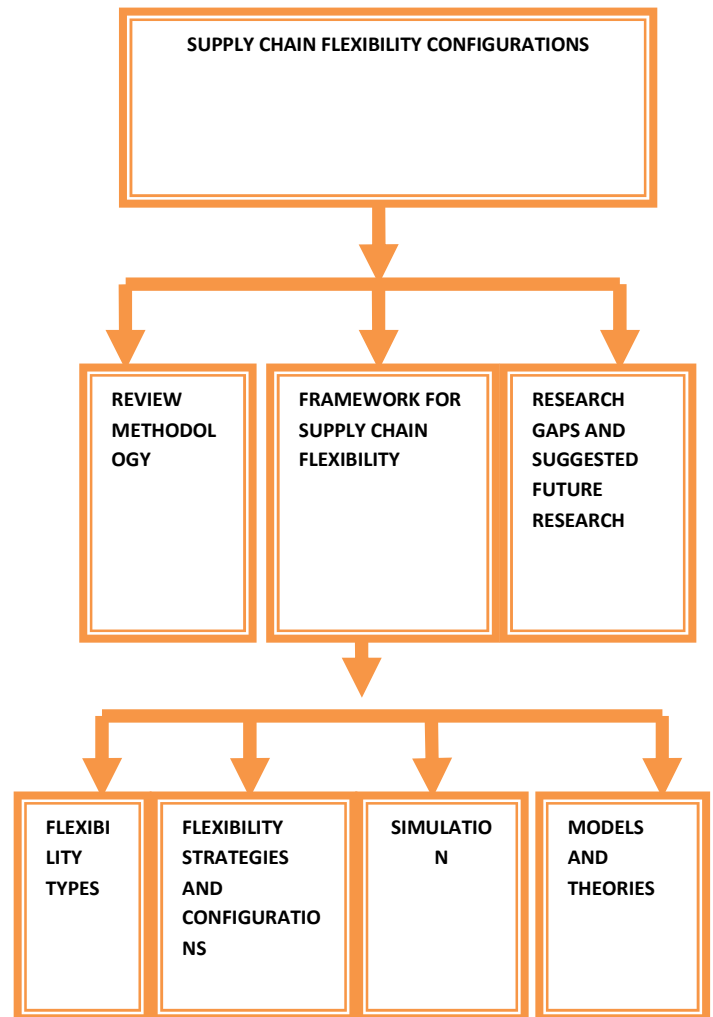 SUPPLY CHAIN FLEXIBILITY CONFIGURATIONS
REVIEW
METHODOL
OGY
FRAMEWORK FOR
SUPPLY CHAIN
FLEXIBILITY
RESEARCH
GAPS AND
SUGGESTED
FUTURE
RESEARCH
FLEXIBI
LITY
TYPES
FLEXIBILITY
STRATEGIES
AND
CONFIGURATIO
NS
SIMULATIO
N
MODELS
AND
THEORIES